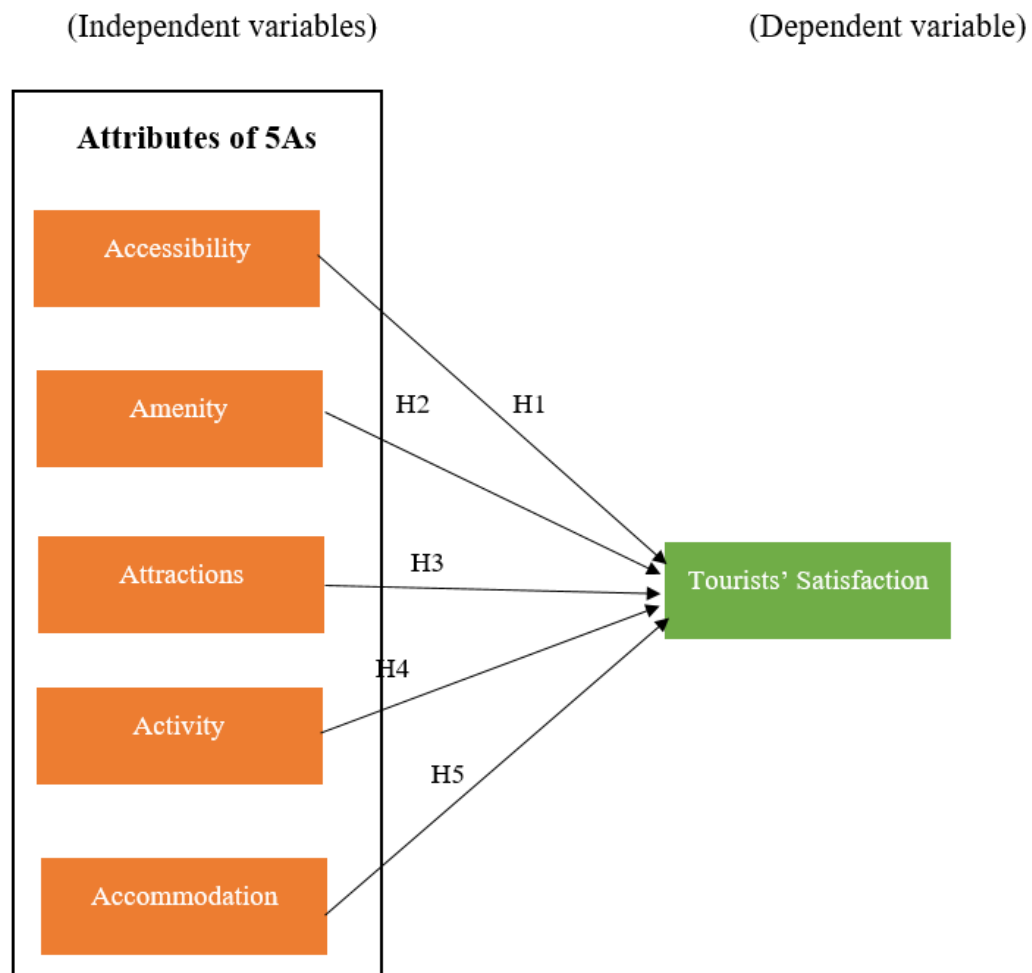 (Independent variables)
(Dependent variable)
Attributes of 5As
Accessibility
Amenity
H2
H1
Attractions
H3
Tourists’ Satisfaction
H4
Activity
H5
Accommodation